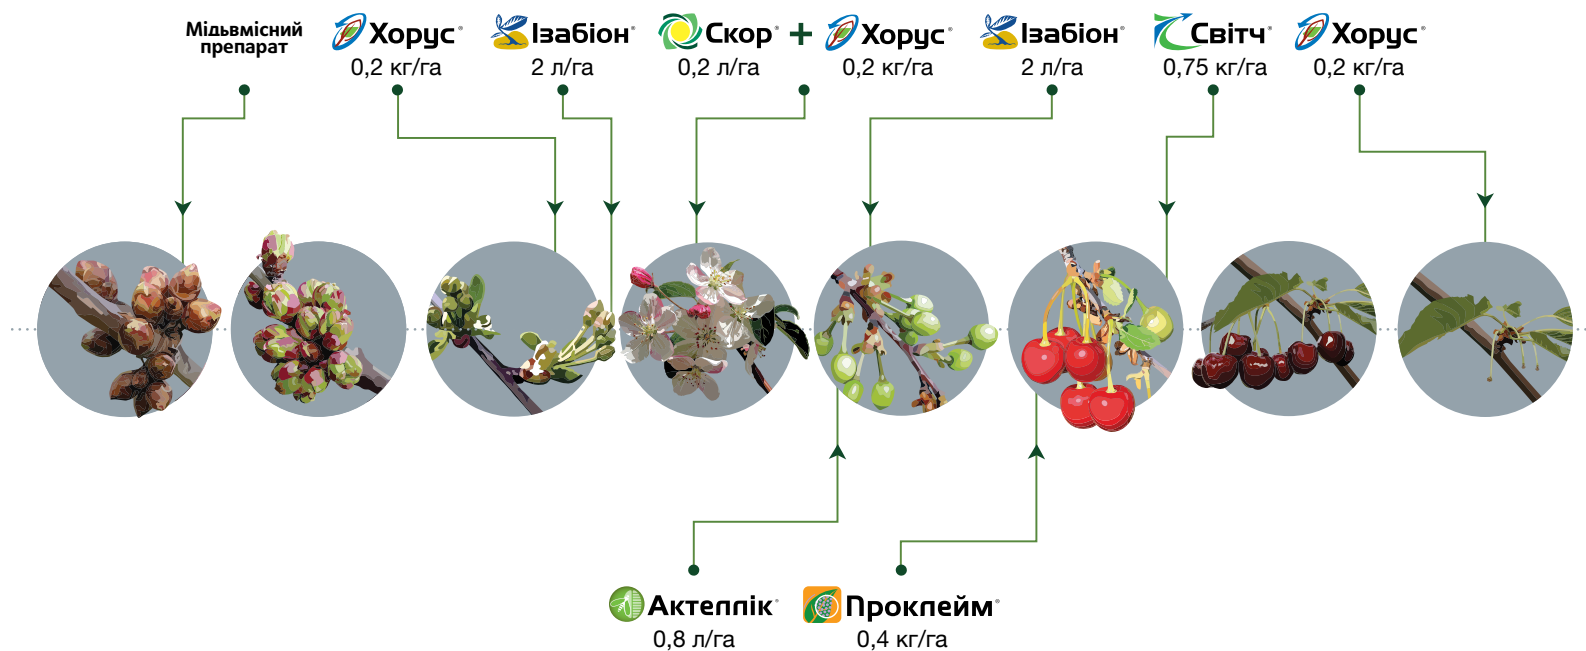 Мідьвмісний
препарат
Хорус®
0,2 кг/га
Ізабіон®
2 л/га
Скор® + Хорус®
0,2 л/га 0,2 кг/га
Ізабіон®
2 л/га
Світч®
0,75 кг/га
Хорус®
0,2 кг/га
Актеллік®
0,8 л/га
Проклейм®
0,4 кг/га